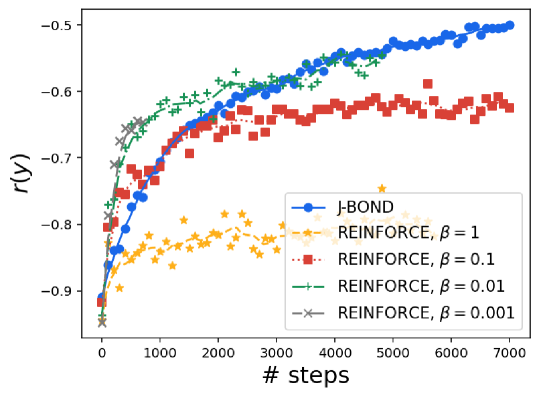 −0.5
−0.6
−0.7
−0.8
−0.9
r(y)
J-BOND
REINFORCE, β = 1
REINFORCE, β = 0.1
REINFORCE, β = 0.01
REINFORCE, β = 0.001
0 1000 2000 3000 4000 5000 6000 7000
# steps